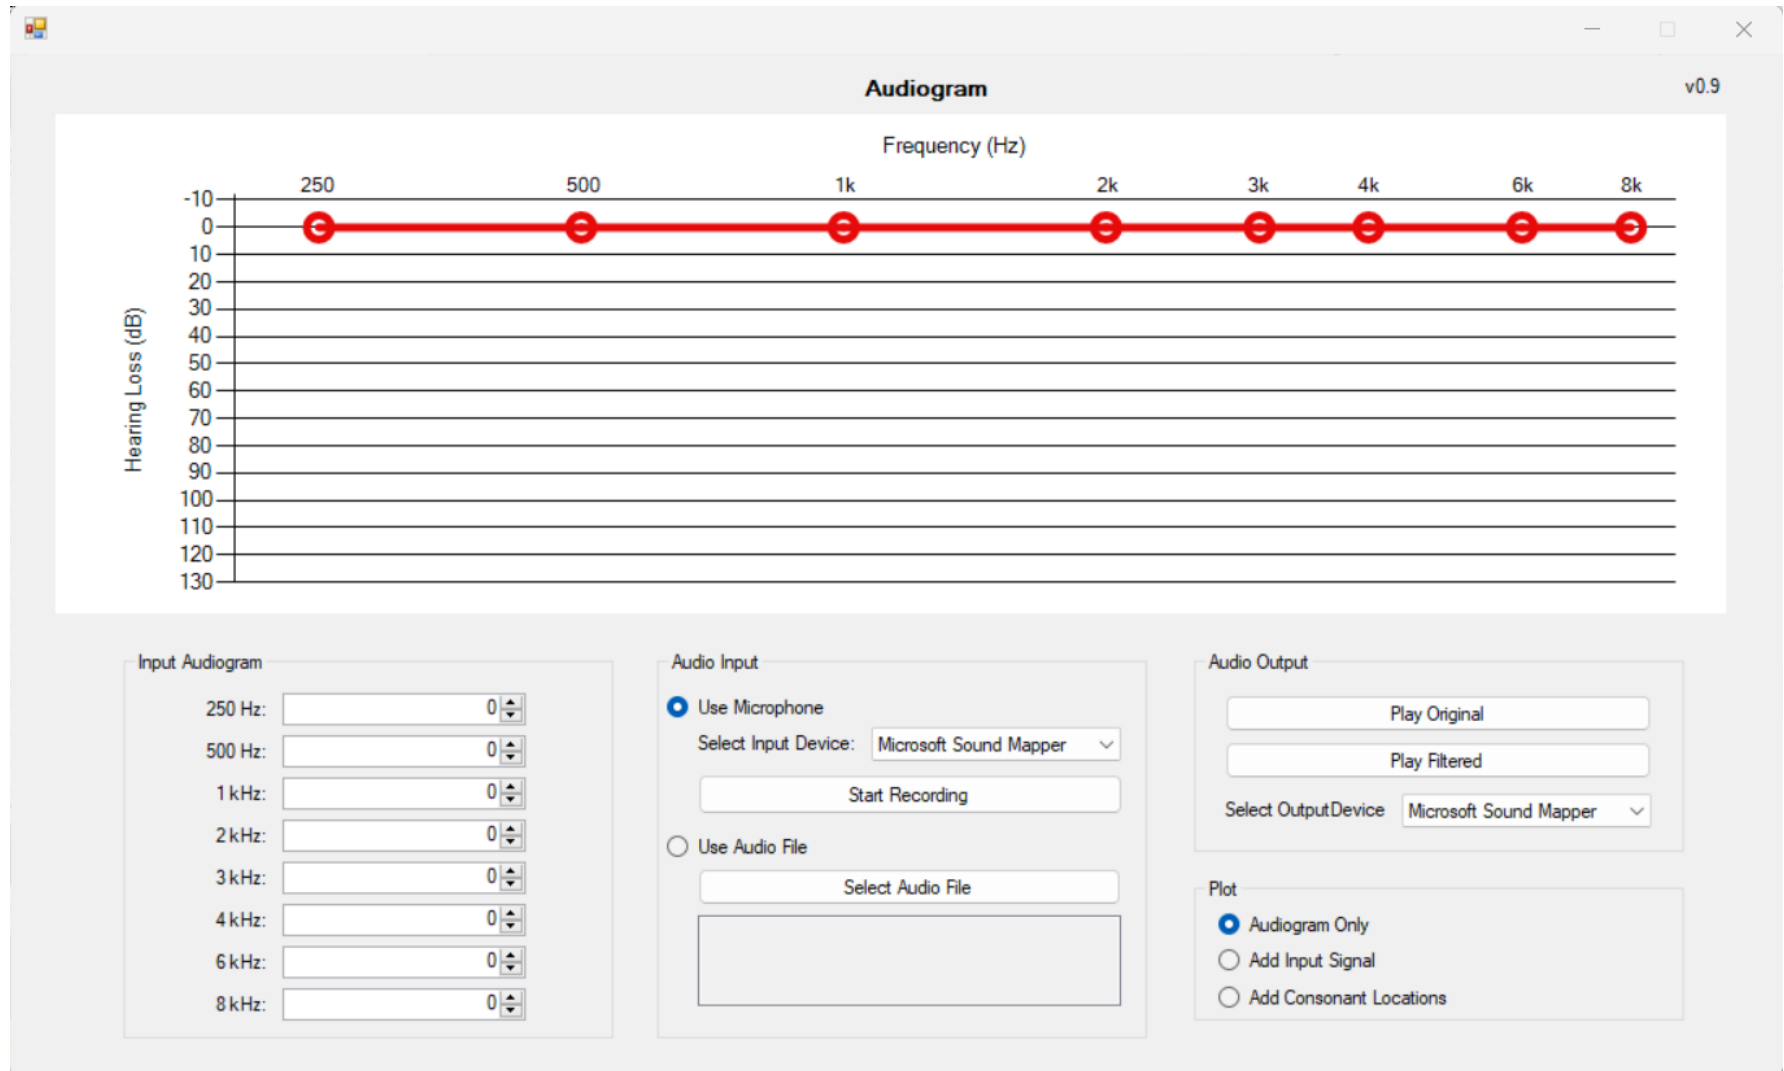 Audiogram
v0.9
Frequency (Hz)
250 500 1k 2k 3k 4k 6k 8k
Hearing Loss (dB)
-10
0
10
20
30
40
50
60
70
80
90
100
110
120
130
Input Audiogram
250 Hz: 0
500 Hz: 0
1 kHz: 0
2 kHz: 0
3 kHz: 0
4 kHz: 0
6 kHz: 0
8 kHz: 0
Audio Input
Use Microphone
Select Input Device: Microsoft Sound Mapper
Start Recording
Use Audio File
Select Audio File
Audio Output
Play Original
Play Filtered
Select OutputDevice Microsoft Sound Mapper
Plot
Audiogram Only
Add Input Signal
Add Consonant Locations